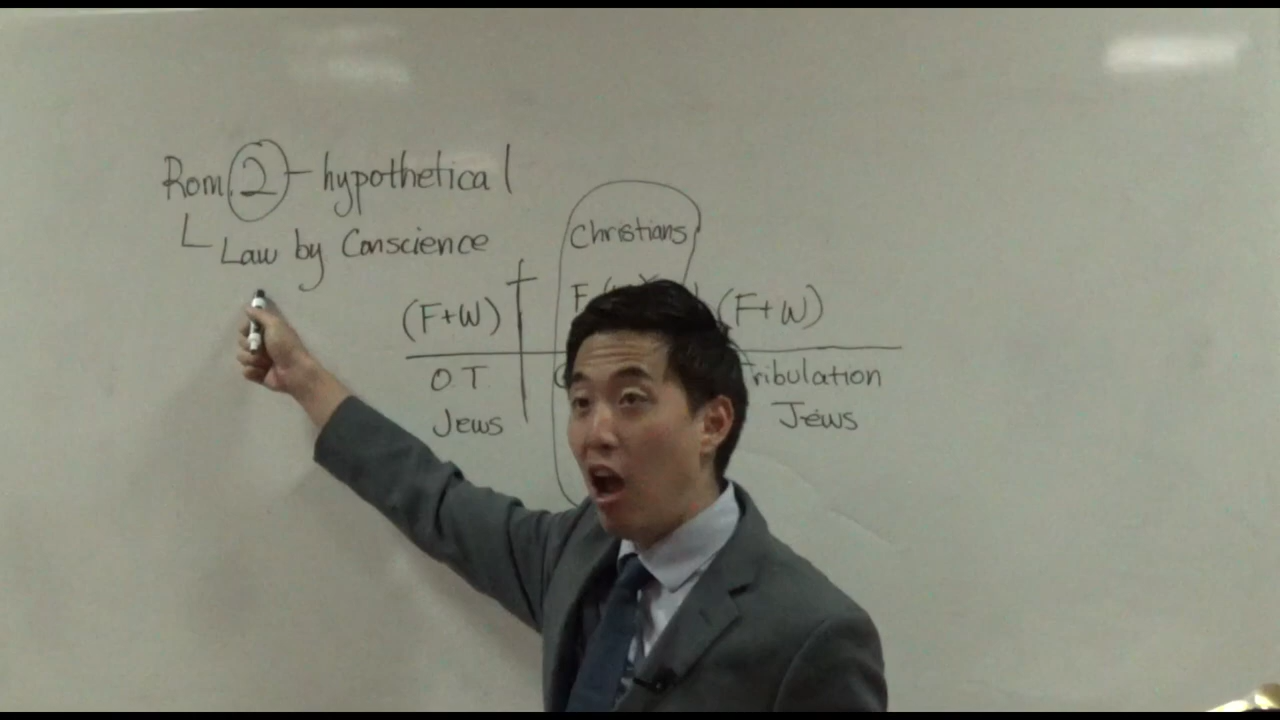 Rom. 2 - hypothetical
Law by Conscience
Christians
(F+W) F (F+W)
O.T Tribulation
Jews Jews